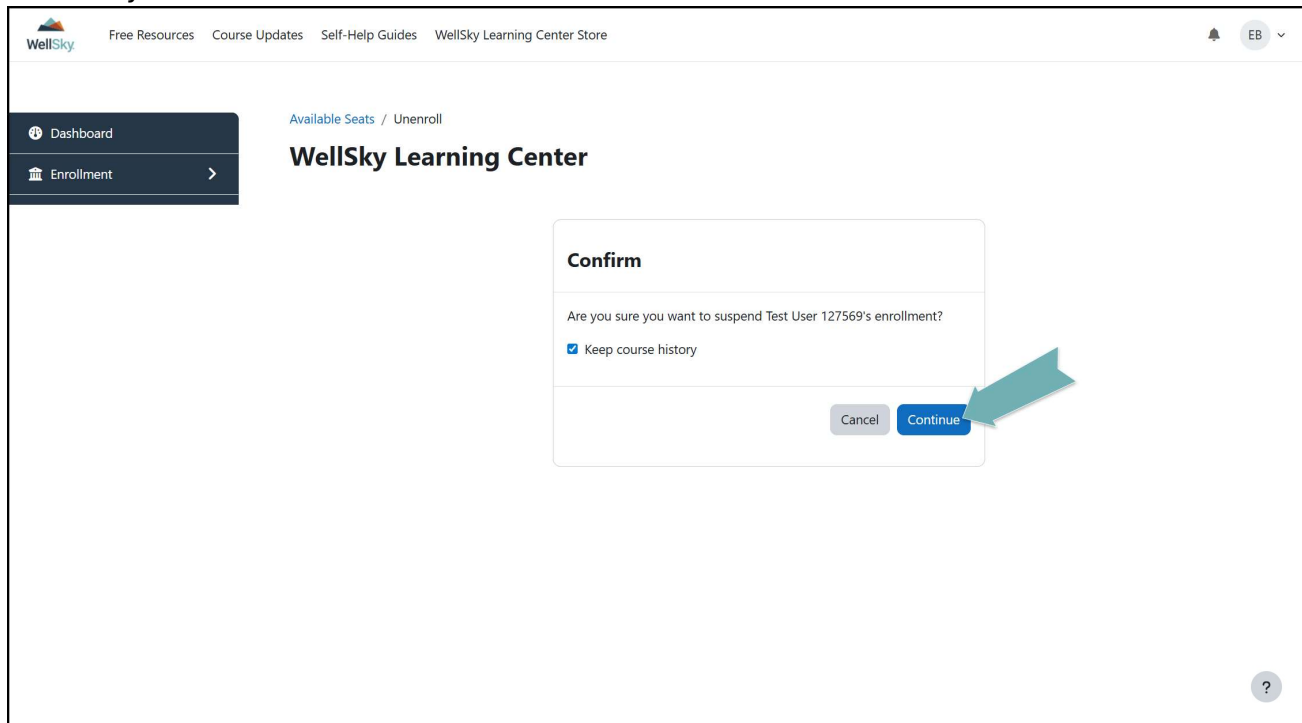 WellSky
Free Resources Course Updates Self-Help Guides WellSky Learning Center Store
EB
Dashboard
Enrollment
Available Seats / Unenroll
WellSky Learning Center
Confirm
Are you sure you want to suspend Test User 127569's enrollment?
Keep course history
Cancel Continue
?